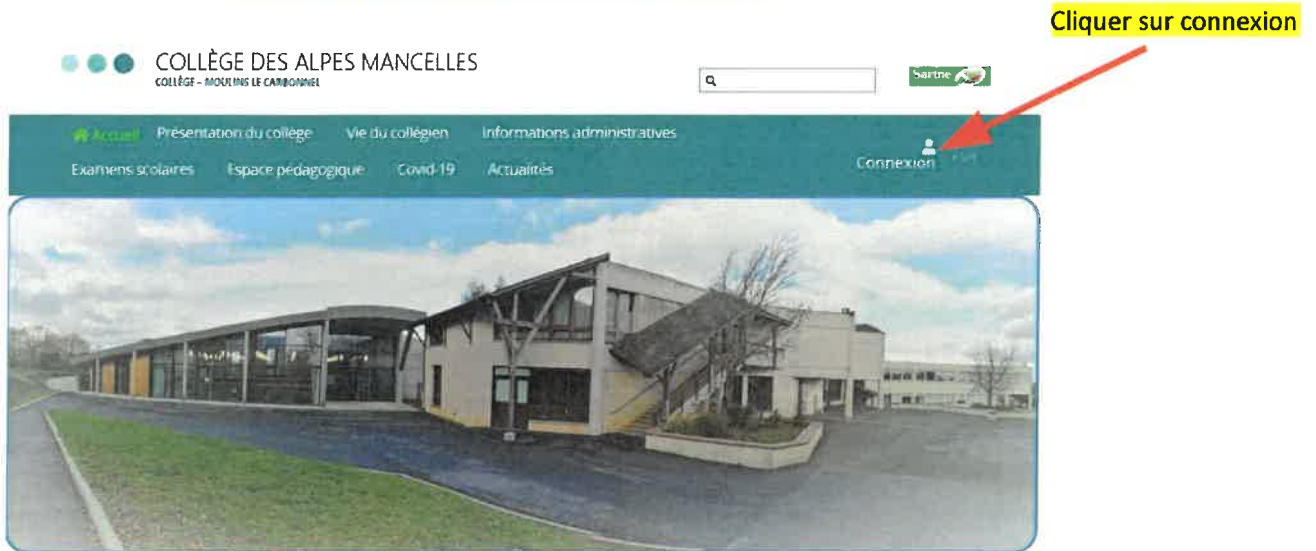 Cliquer sur connexion
COLLÈGE DES ALPES MANCELLES
COLLÈGE – MOULINS LE CARBONNEL
Sarthe
Accueil Présentation du collège Vie du collégien Informations administratives
Connexion
Examens scolaires Espace pédagogique Covid-19 Actualités